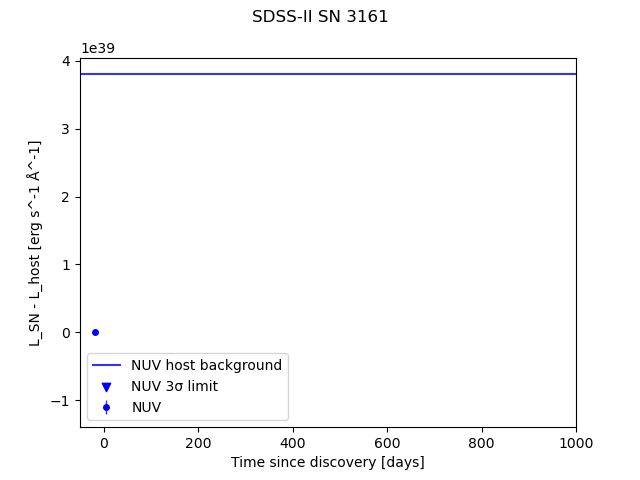 SDSS-II SN 3161
1e39
4
3
2
1
0
−1
L_SN - L_host [erg s^-1 Å^-1]
NUV host background
NUV 3σ limit
NUV
0 200 400 600 800 1000
Time since discovery [days]